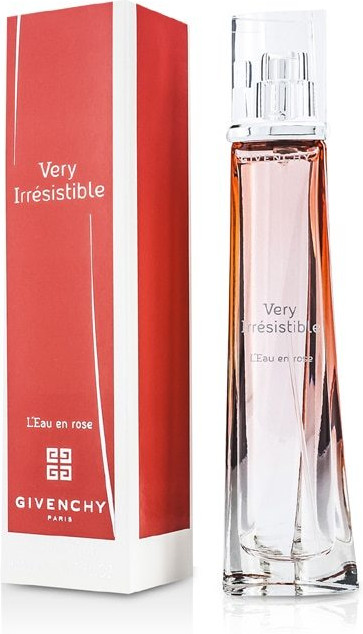 Very
Irrésistible
L'Eau en rose
GIVENCHY
PARIS
GIVENCHY
Very
Irrésistible
L'Eau en rose